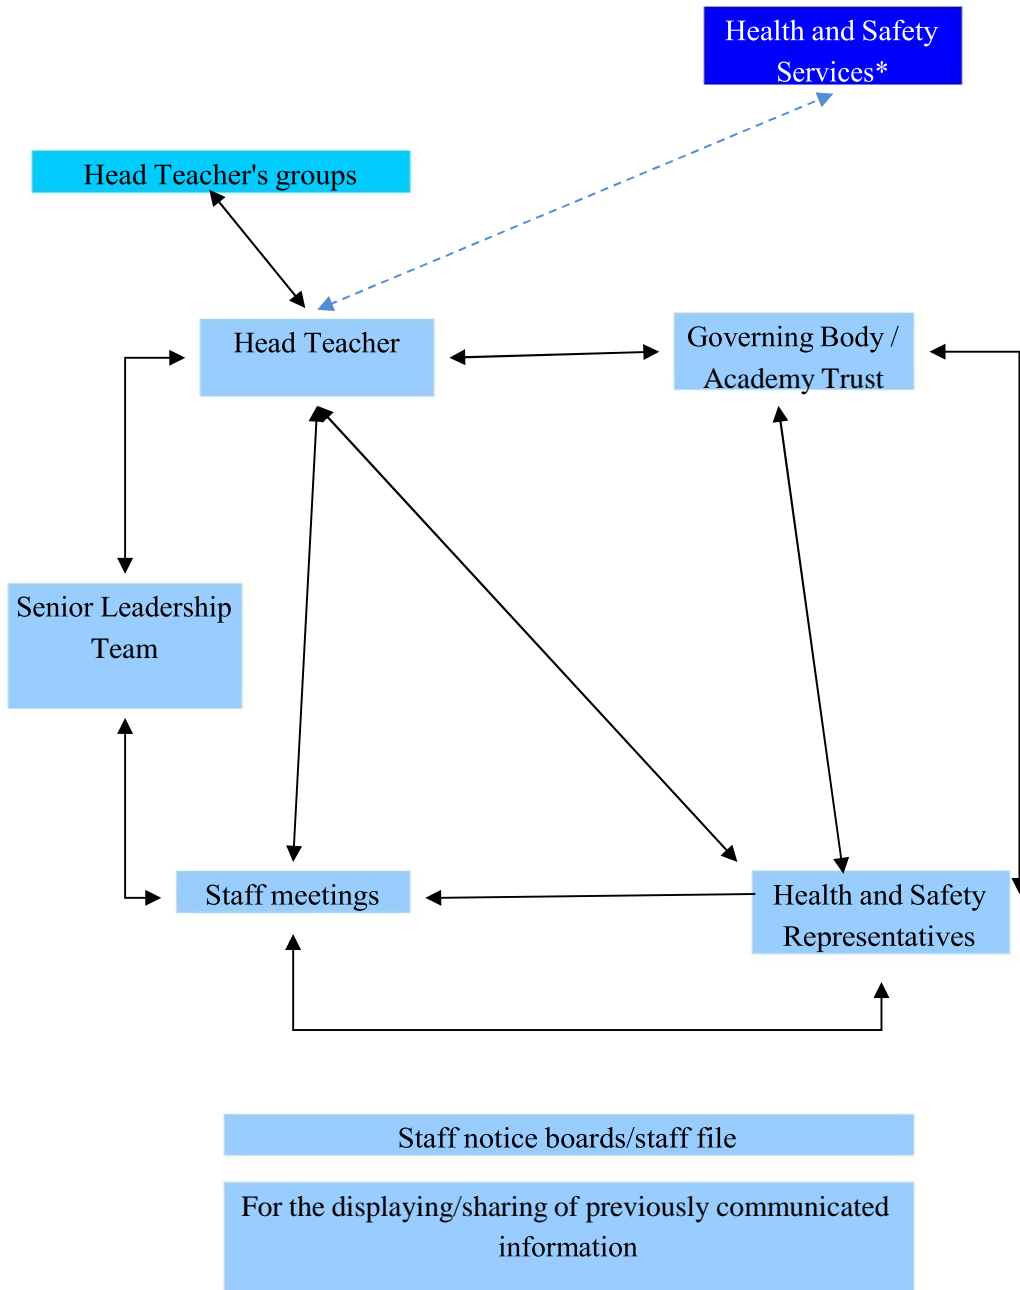 Health and Safety
Services*
Head Teacher's groups
Head Teacher
Governing Body /
Academy Trust
Senior Leadership
Team
Staff meetings
Health and Safety
Representatives
Staff notice boards/staff file
For the displaying/sharing of previously communicated
information